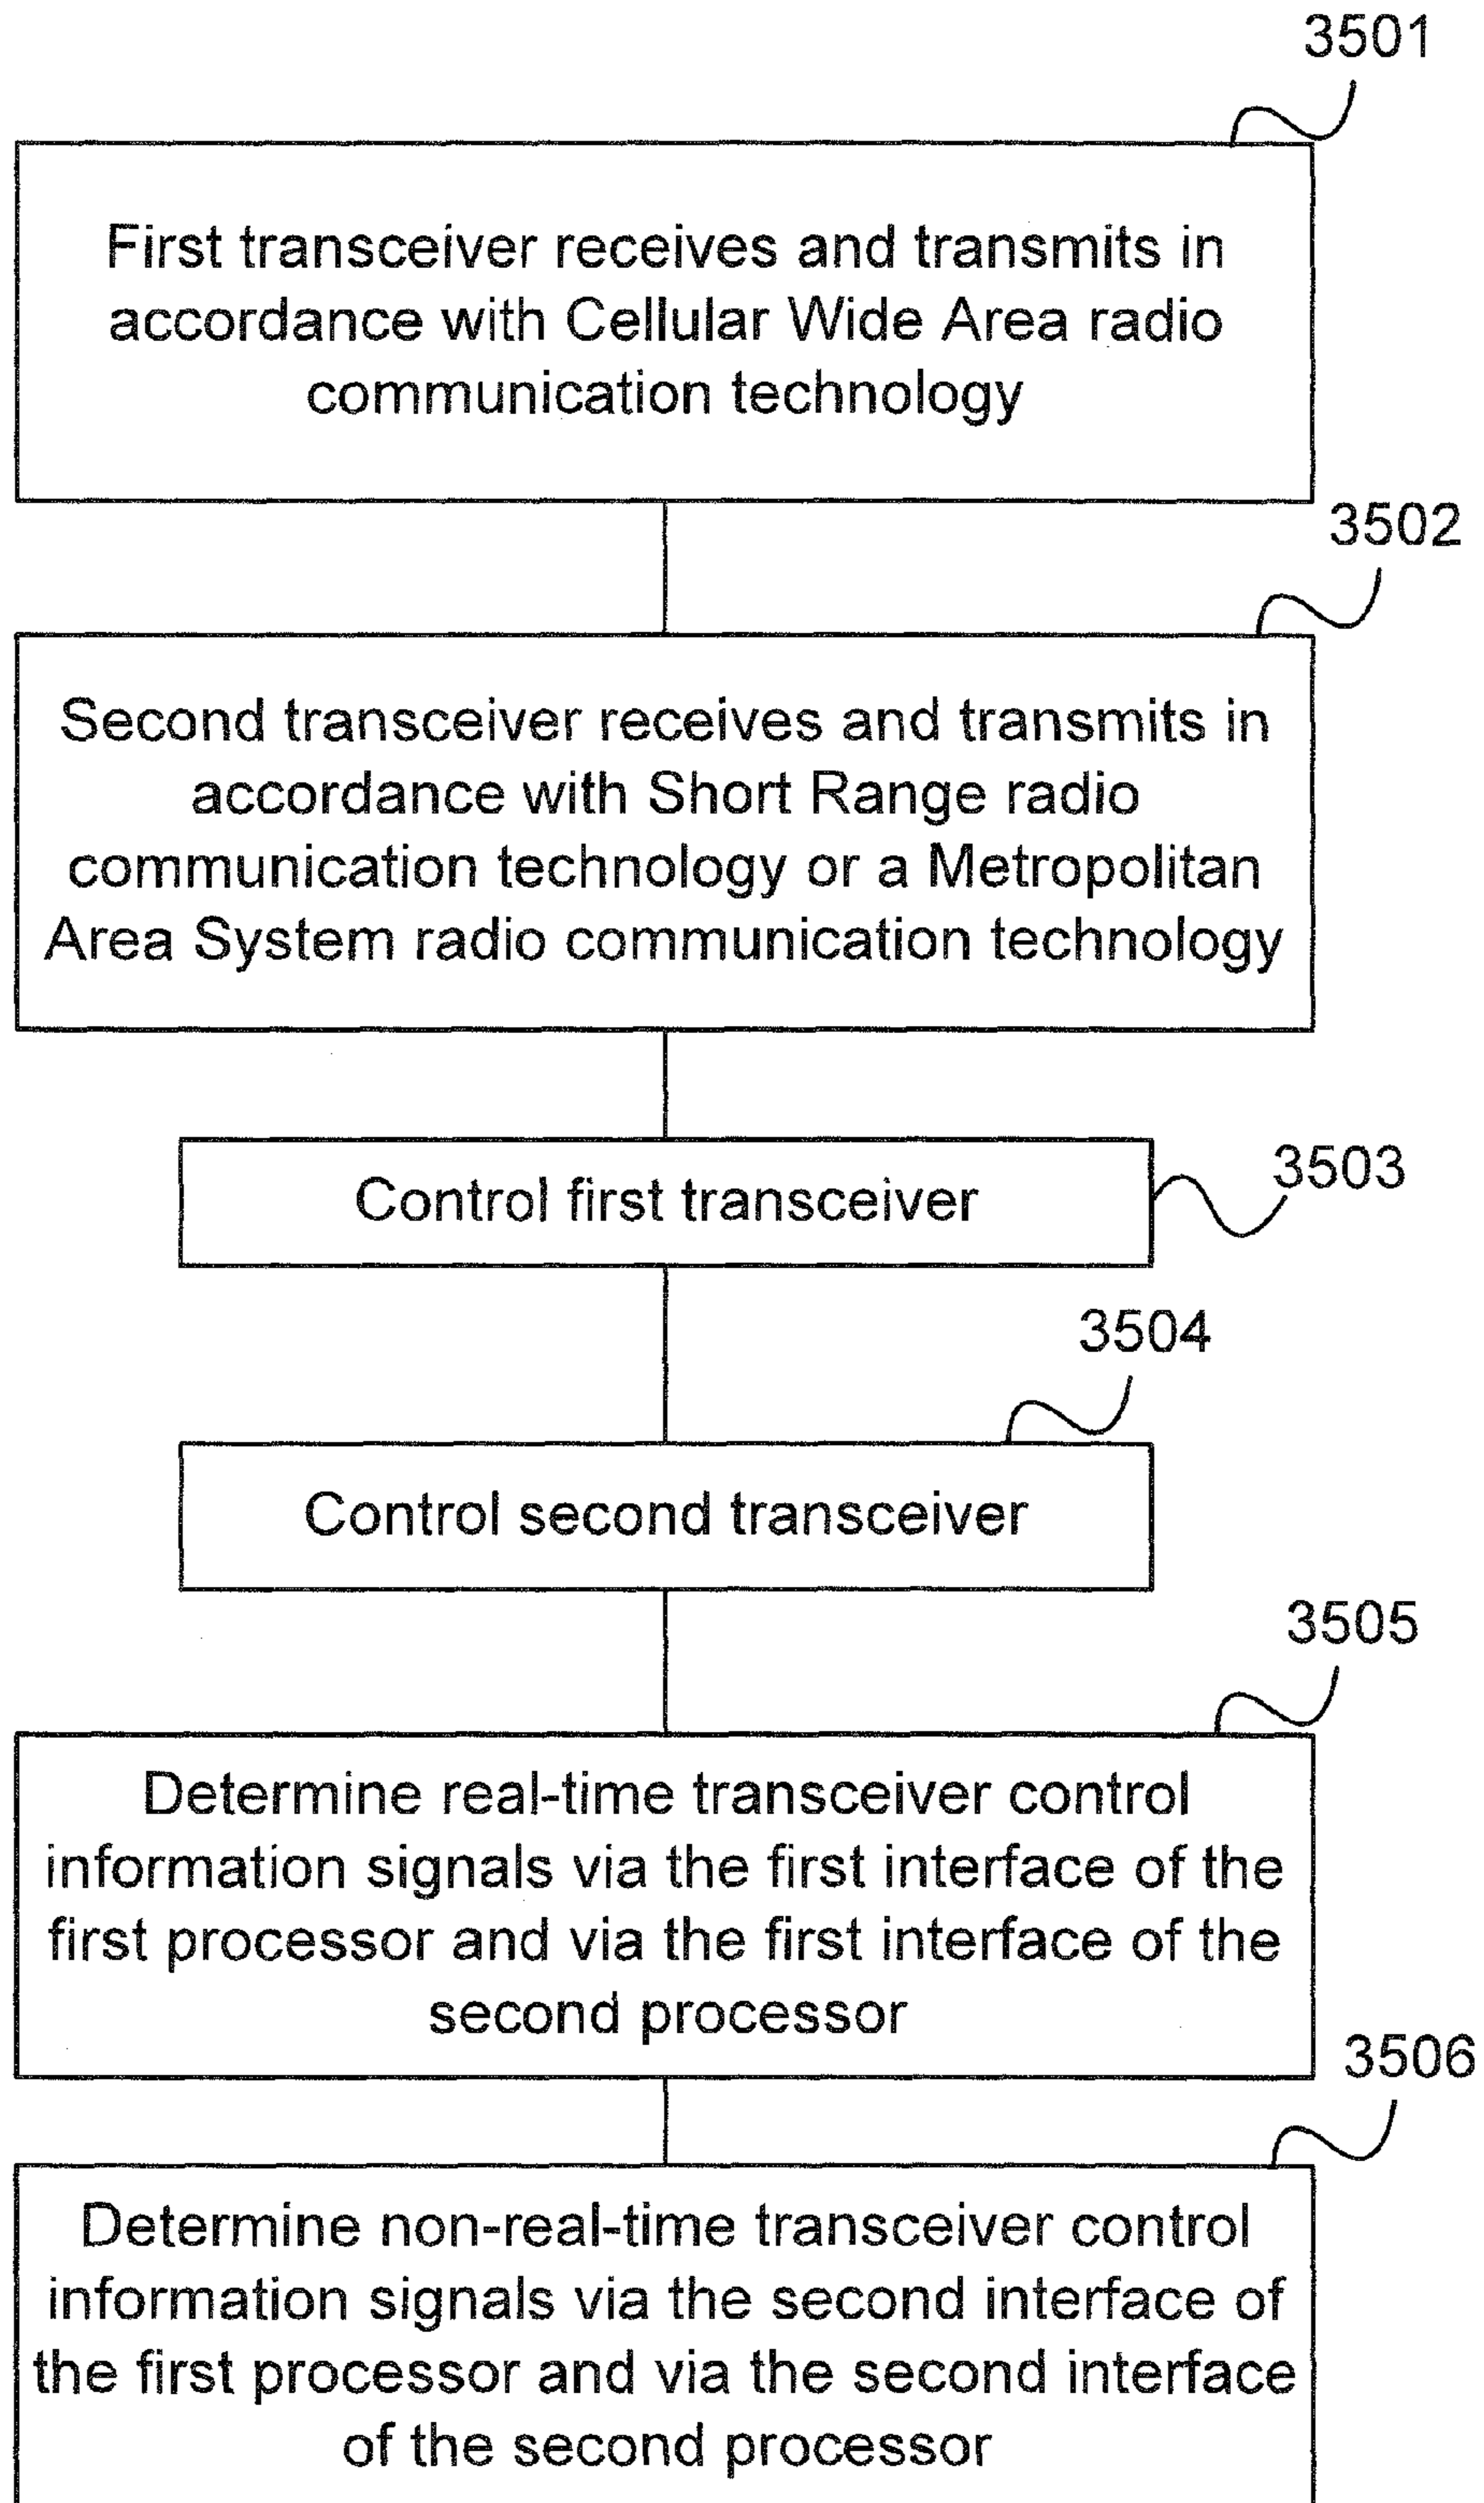 3501
First transceiver receives and transmits in
accordance with Cellular Wide Area radio
communication technology
3502
Second transceiver receives and transmits in
accordance with Short Range radio
communication technology or a Metropolitan
Area System radio communication technology
Control first transceiver
3503
3504
Control second transceiver
3505
Determine real-time transceiver control
information signals via the first interface of the
first processor and via the first interface of the
second processor
3506
Determine non-real-time transceiver control
information signals via the second interface of
the first processor and via the second interface
of the second processor